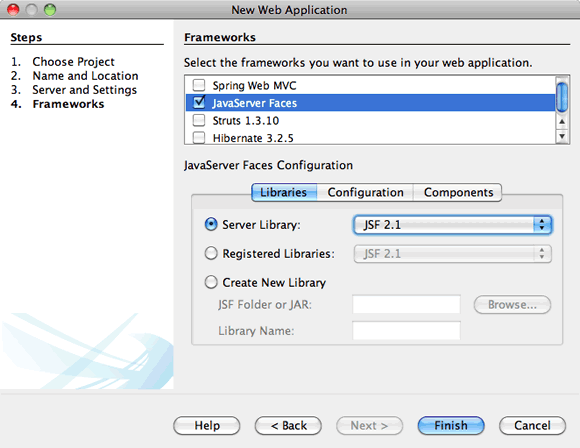 New Web Application
Steps
1. Choose Project
2. Name and Location
3. Server and Settings
4. Frameworks
Frameworks
Select the frameworks you want to use in your web application.
Spring Web MVC
JavaServer Faces
Struts 1.3.10
Hibernate 3.2.5
JavaServer Faces Configuration
Libraries Configuration Components
Server Library: JSF 2.1
Registered Libraries: JSF 2.1
Create New Library
JSF Folder or JAR: Browse...
Library Name:
Help < Back Next > Finish Cancel